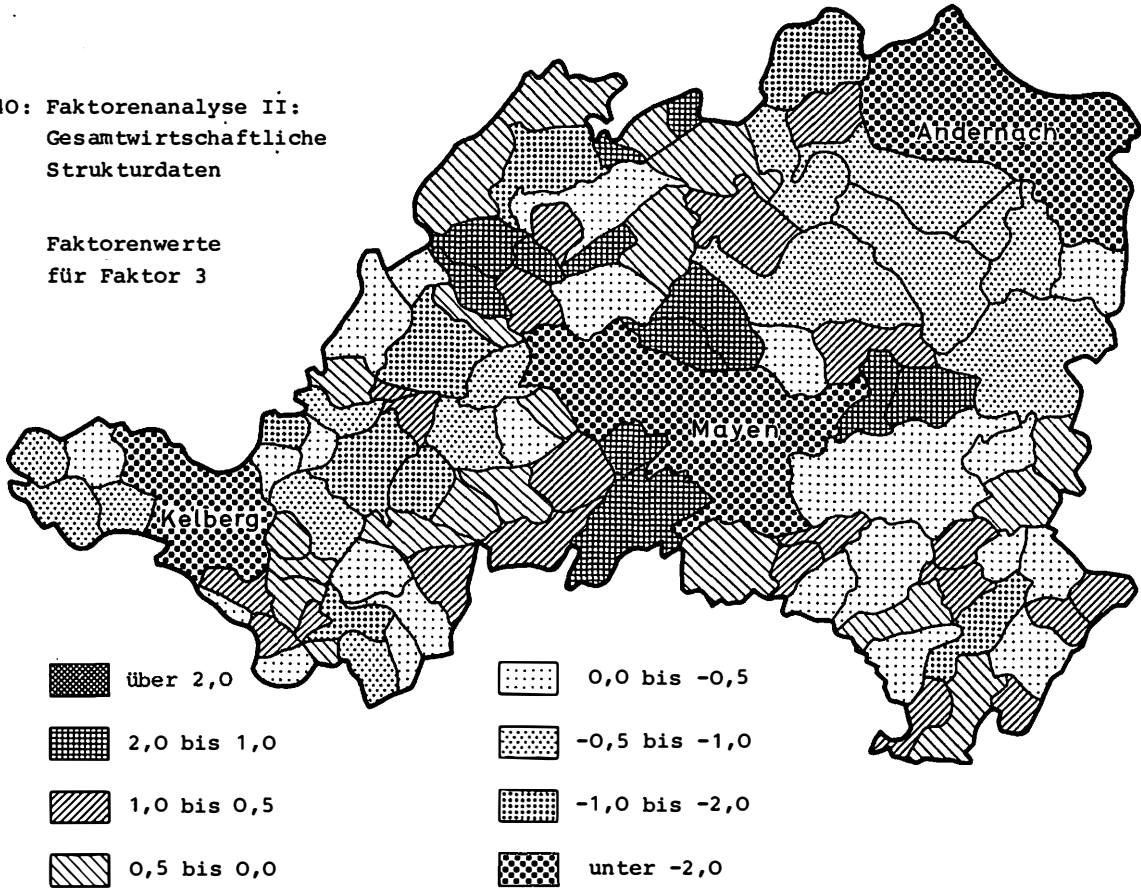 40: Faktorenanalyse II:
Gesamtwirtschaftliche
Strukturdaten
Faktorenwerte
für Faktor 3
Andernach
Mayen
Kelberg
über 2,0
2,0 bis 1,0
1,0 bis 0,5
0,5 bis 0,0
0,0 bis -0,5
-0,5 bis -1,0
-1,0 bis -2,0
unter -2,0